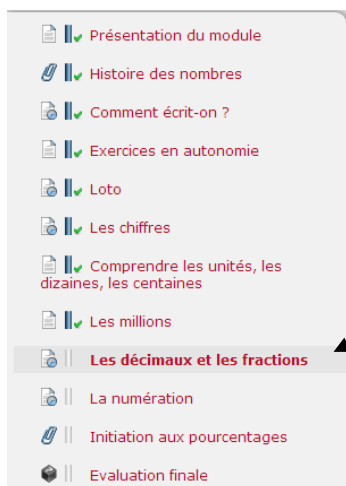 Présentation du module
Histoire des nombres
Comment écrit-on ?
Exercices en autonomie
Loto
Les chiffres
Comprendre les unités, les
dizaines, les centaines
Les millions
Les décimaux et les fractions
La numération
Initiation aux pourcentages
Evaluation finale